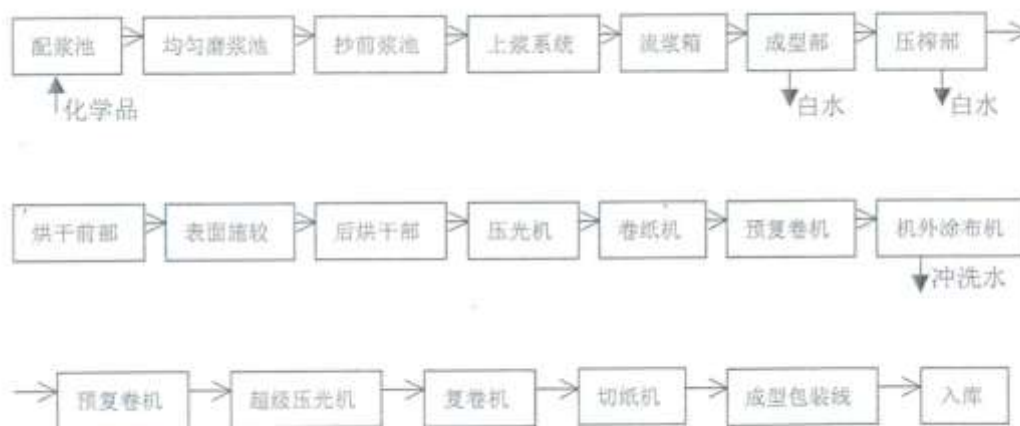 配浆池 均匀磨浆池 抄前浆池 上浆系统 流浆箱 成型部 压榨部
化学品 白水 白水
烘干前部 表面施较 后烘干部 压光机 卷纸机 预复卷机 机外涂布机
冲洗水
预复卷机 超级压光机 复卷机 切纸机 成型包装线 入库